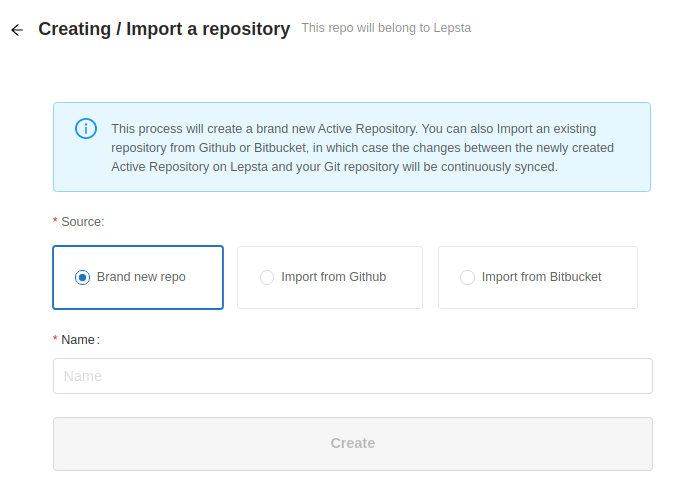 Creating / Import a repository This repo will belong to Lepsta
This process will create a brand new Active Repository. You can also Import an existing
repository from Github or Bitbucket, in which case the changes between the newly created
Active Repository on Lepsta and your Git repository will be continuously synced.
* Source:
Brand new repo Import from Github Import from Bitbucket
* Name:
Name
Create